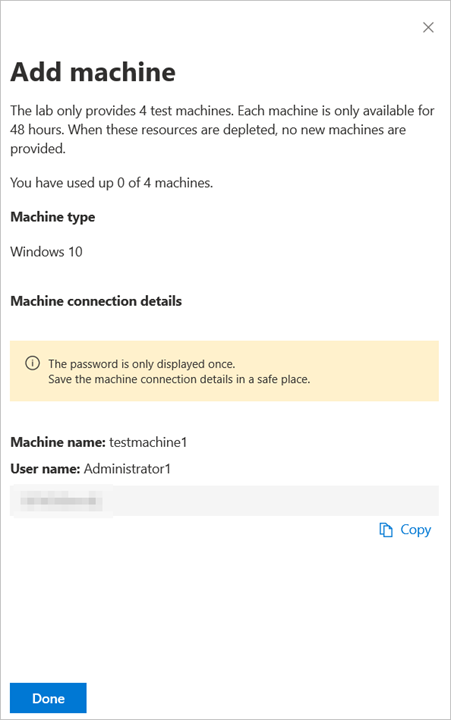 Add machine
The lab only provides 4 test machines. Each machine is only available for
48 hours. When these resources are depleted, no new machines are
provided.
You have used up 0 of 4 machines.
Machine type
Windows 10
Machine connection details
The password is only displayed once.
Save the machine connection details in a safe place.
Machine name: testmachine1
User name: Administrator1
Copy
Done